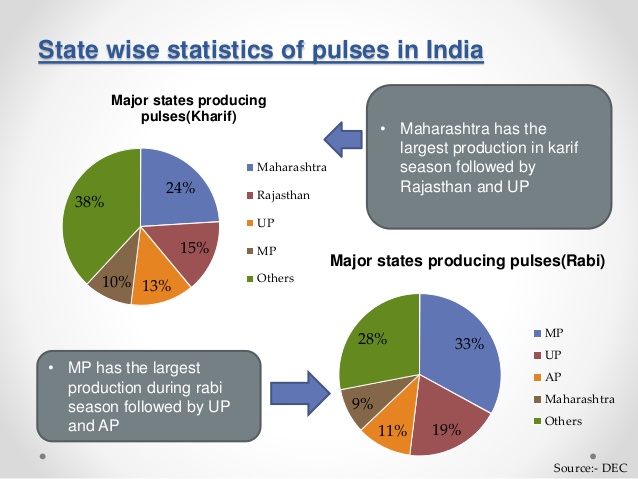 State wise statistics of pulses in India
Major states producing
pulses(Kharif)
24%
15%
13%
10%
38%
Maharashtra
Rajasthan
UP
MP
Others
• Maharashtra has the
largest production in karif
season followed by
Rajasthan and UP
Major states producing pulses(Rabi)
33%
19%
11%
9%
28%
MP
UP
AP
Maharashtra
Others
• MP has the largest
production during rabi
season followed by UP
and AP
Source:- DEC